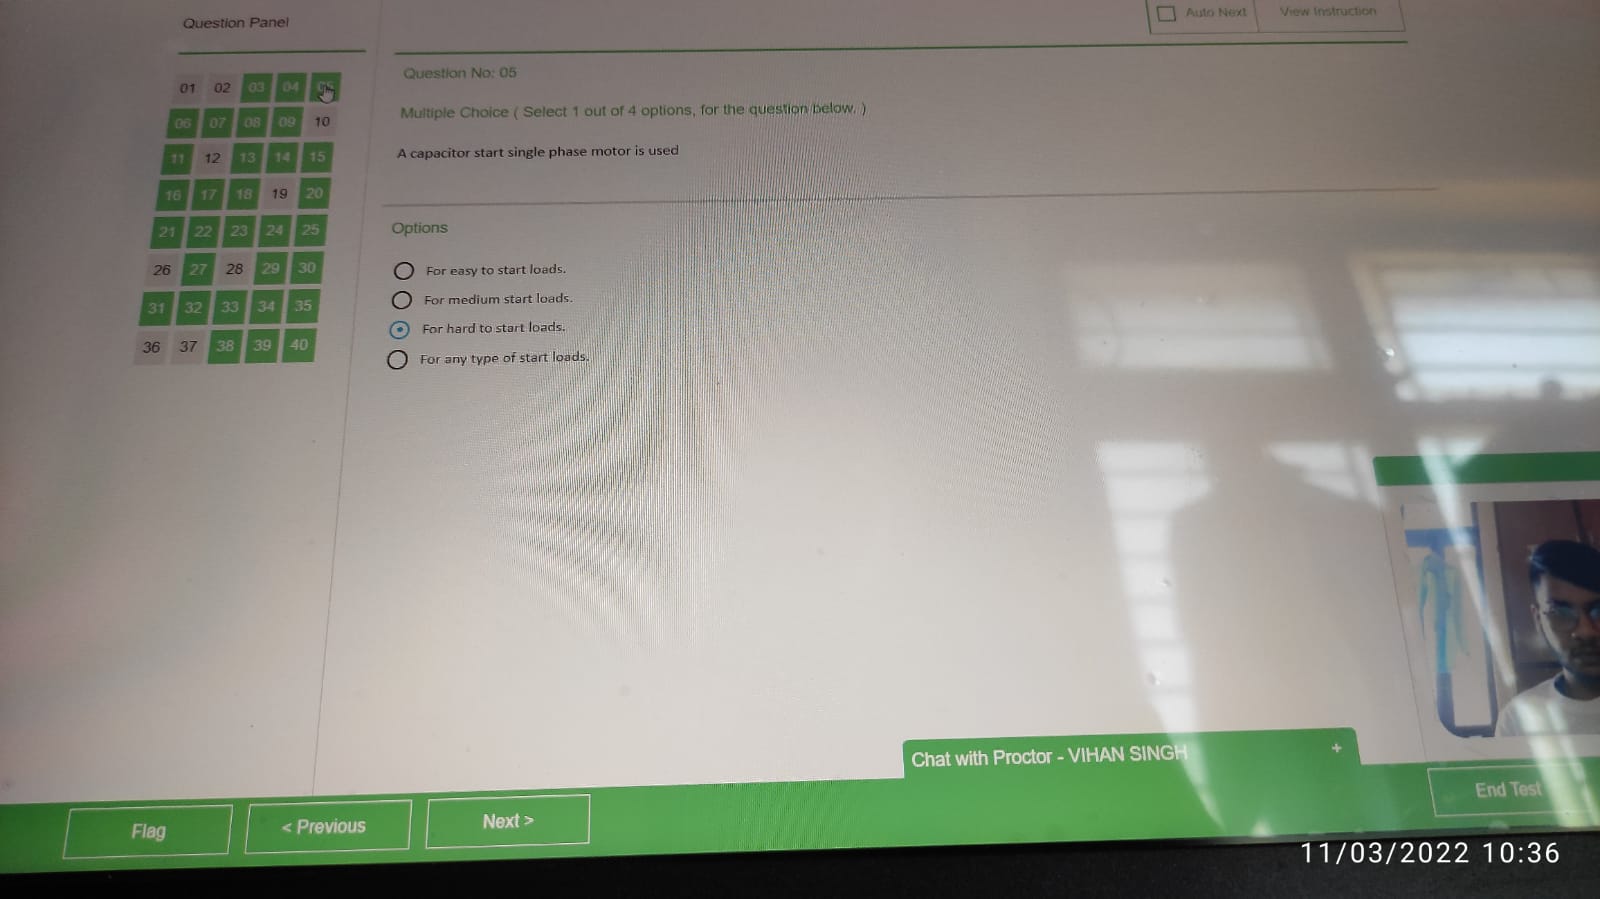 Question Panel
Auto Next
View Instruction
01 02 03 04 05
06 07 08 09 10
11 12 13 14 15
16 17 18 19 20
21 22 23 24 25
26 27 28 29 30
31 32 33 34 35
36 37 38 39 40
Question No: 05
Multiple Choice ( Select 1 out of 4 options, for the question below. )
A capacitor start single phase motor is used
Options
For easy to start loads.
For medium start loads.
For hard to start loads.
For any type of start loads.
Chat with Proctor - VIHAN SINGH +
Flag
< Previous
Next >
End Test
11/03/2022 10:36